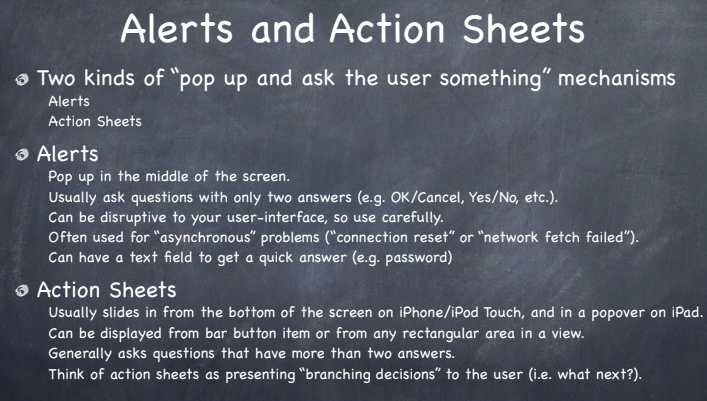 Alerts and Action Sheets
Two kinds of “pop up and ask the user something” mechanisms
Alerts
Action Sheets
Alerts
Pop up in the middle of the screen.
Usually ask questions with only two answers (e.g. OK/Cancel, Yes/No, etc.).
Can be disruptive to your user-interface, so use carefully.
Often used for “asynchronous” problems (“connection reset” or “network fetch failed”).
Can have a text field to get a quick answer (e.g. password)
Action Sheets
Usually slides in from the bottom of the screen on iPhone/iPod Touch, and in a popover on iPad.
Can be displayed from bar button item or from any rectangular area in a view.
Generally asks questions that have more than two answers.
Think of action sheets as presenting “branching decisions” to the user (i.e. what next?).